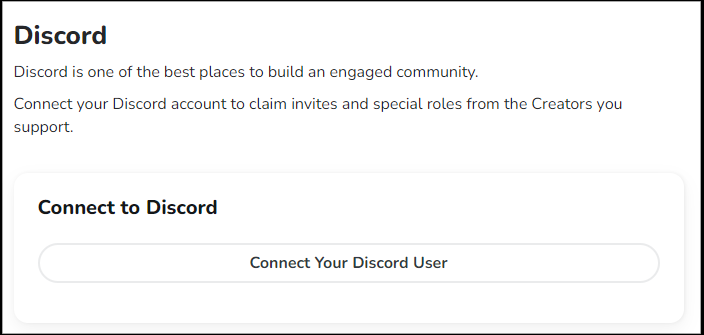 Discord
Discord is one of the best places to build an engaged community.
Connect your Discord account to claim invites and special roles from the Creators you
support.
Connect to Discord
Connect Your Discord User